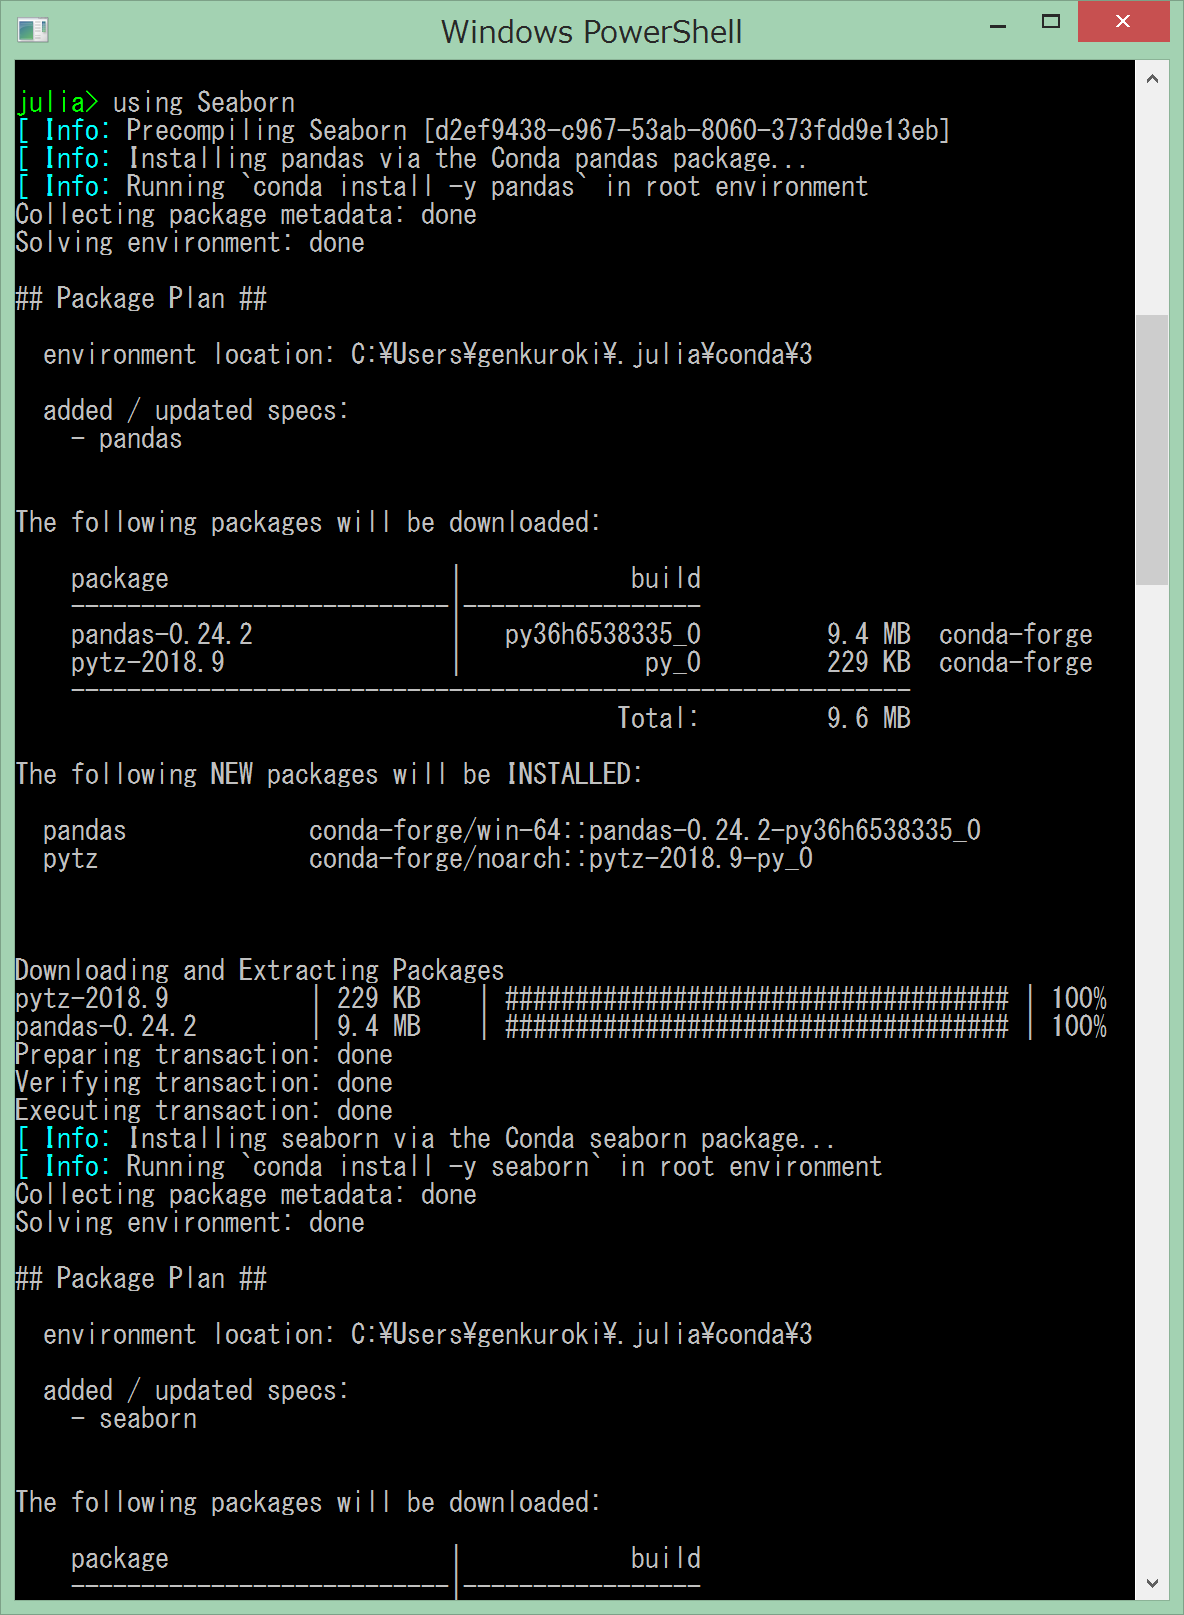 Windows PowerShell
julia> using Seaborn
[ Info: Precompiling Seaborn [d2ef9438-c967-53ab-8060-373fdd9e13eb]
[ Info: Installing pandas via the Conda pandas package...
[ Info: Running `conda install -y pandas` in root environment
Collecting package metadata: done
Solving environment: done
## Package Plan ##
environment location: C:¥Users¥genkuroki¥.julia¥conda¥3
added / updated specs:
- pandas
The following packages will be downloaded:
package | build
---------------------------|-----------------
pandas-0.24.2 | py36h6538335_0 9.4 MB conda-forge
pytz-2018.9 | py_0 229 KB conda-forge
------------------------------------------------------------
Total: 9.6 MB
The following NEW packages will be INSTALLED:
pandas conda-forge/win-64::pandas-0.24.2-py36h6538335_0
pytz conda-forge/noarch::pytz-2018.9-py_0
Downloading and Extracting Packages
pytz-2018.9 | 229 KB | #################################### | 100%
pandas-0.24.2 | 9.4 MB | #################################### | 100%
Preparing transaction: done
Verifying transaction: done
Executing transaction: done
[ Info: Installing seaborn via the Conda seaborn package...
[ Info: Running `conda install -y seaborn` in root environment
Collecting package metadata: done
Solving environment: done
## Package Plan ##
environment location: C:¥Users¥genkuroki¥.julia¥conda¥3
added / updated specs:
- seaborn
The following packages will be downloaded:
package | build
---------------------------|-----------------